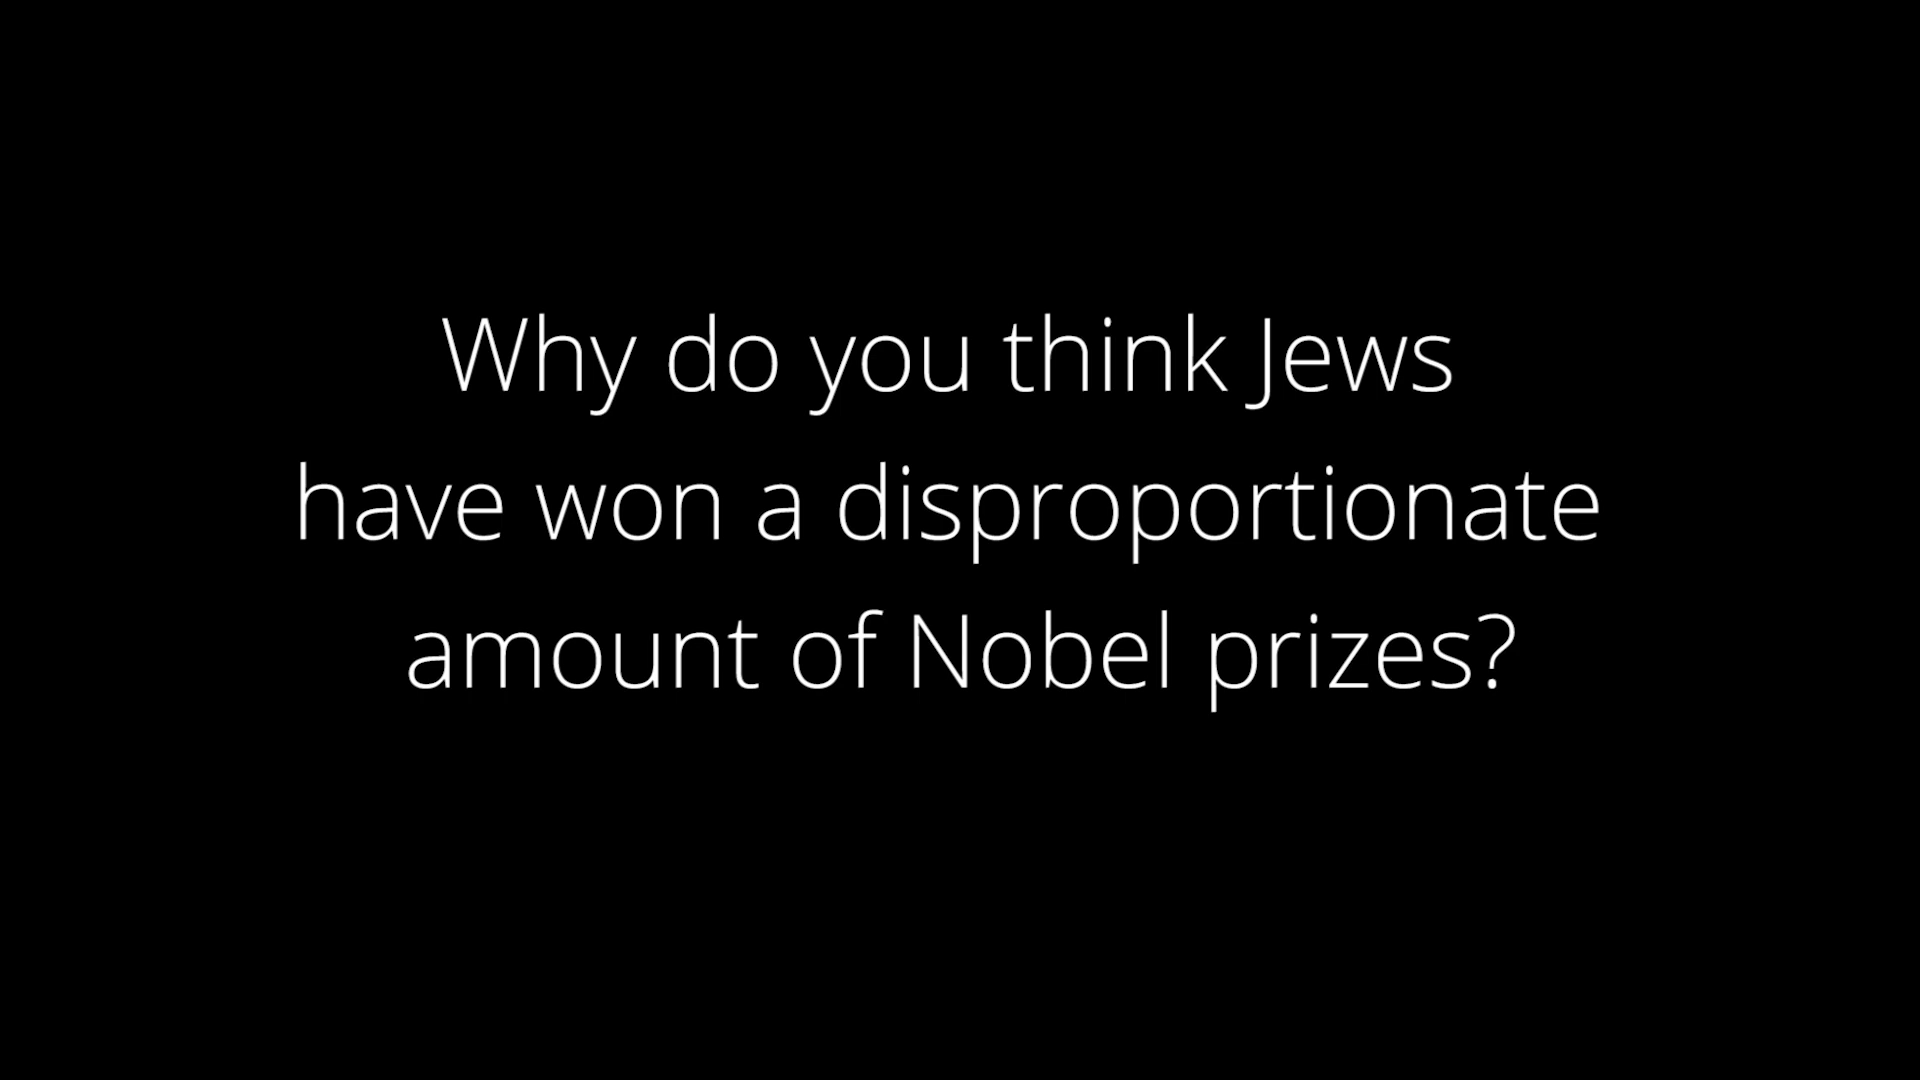 Why do you think Jews
have won a disproportionate
amount of Nobel prizes?